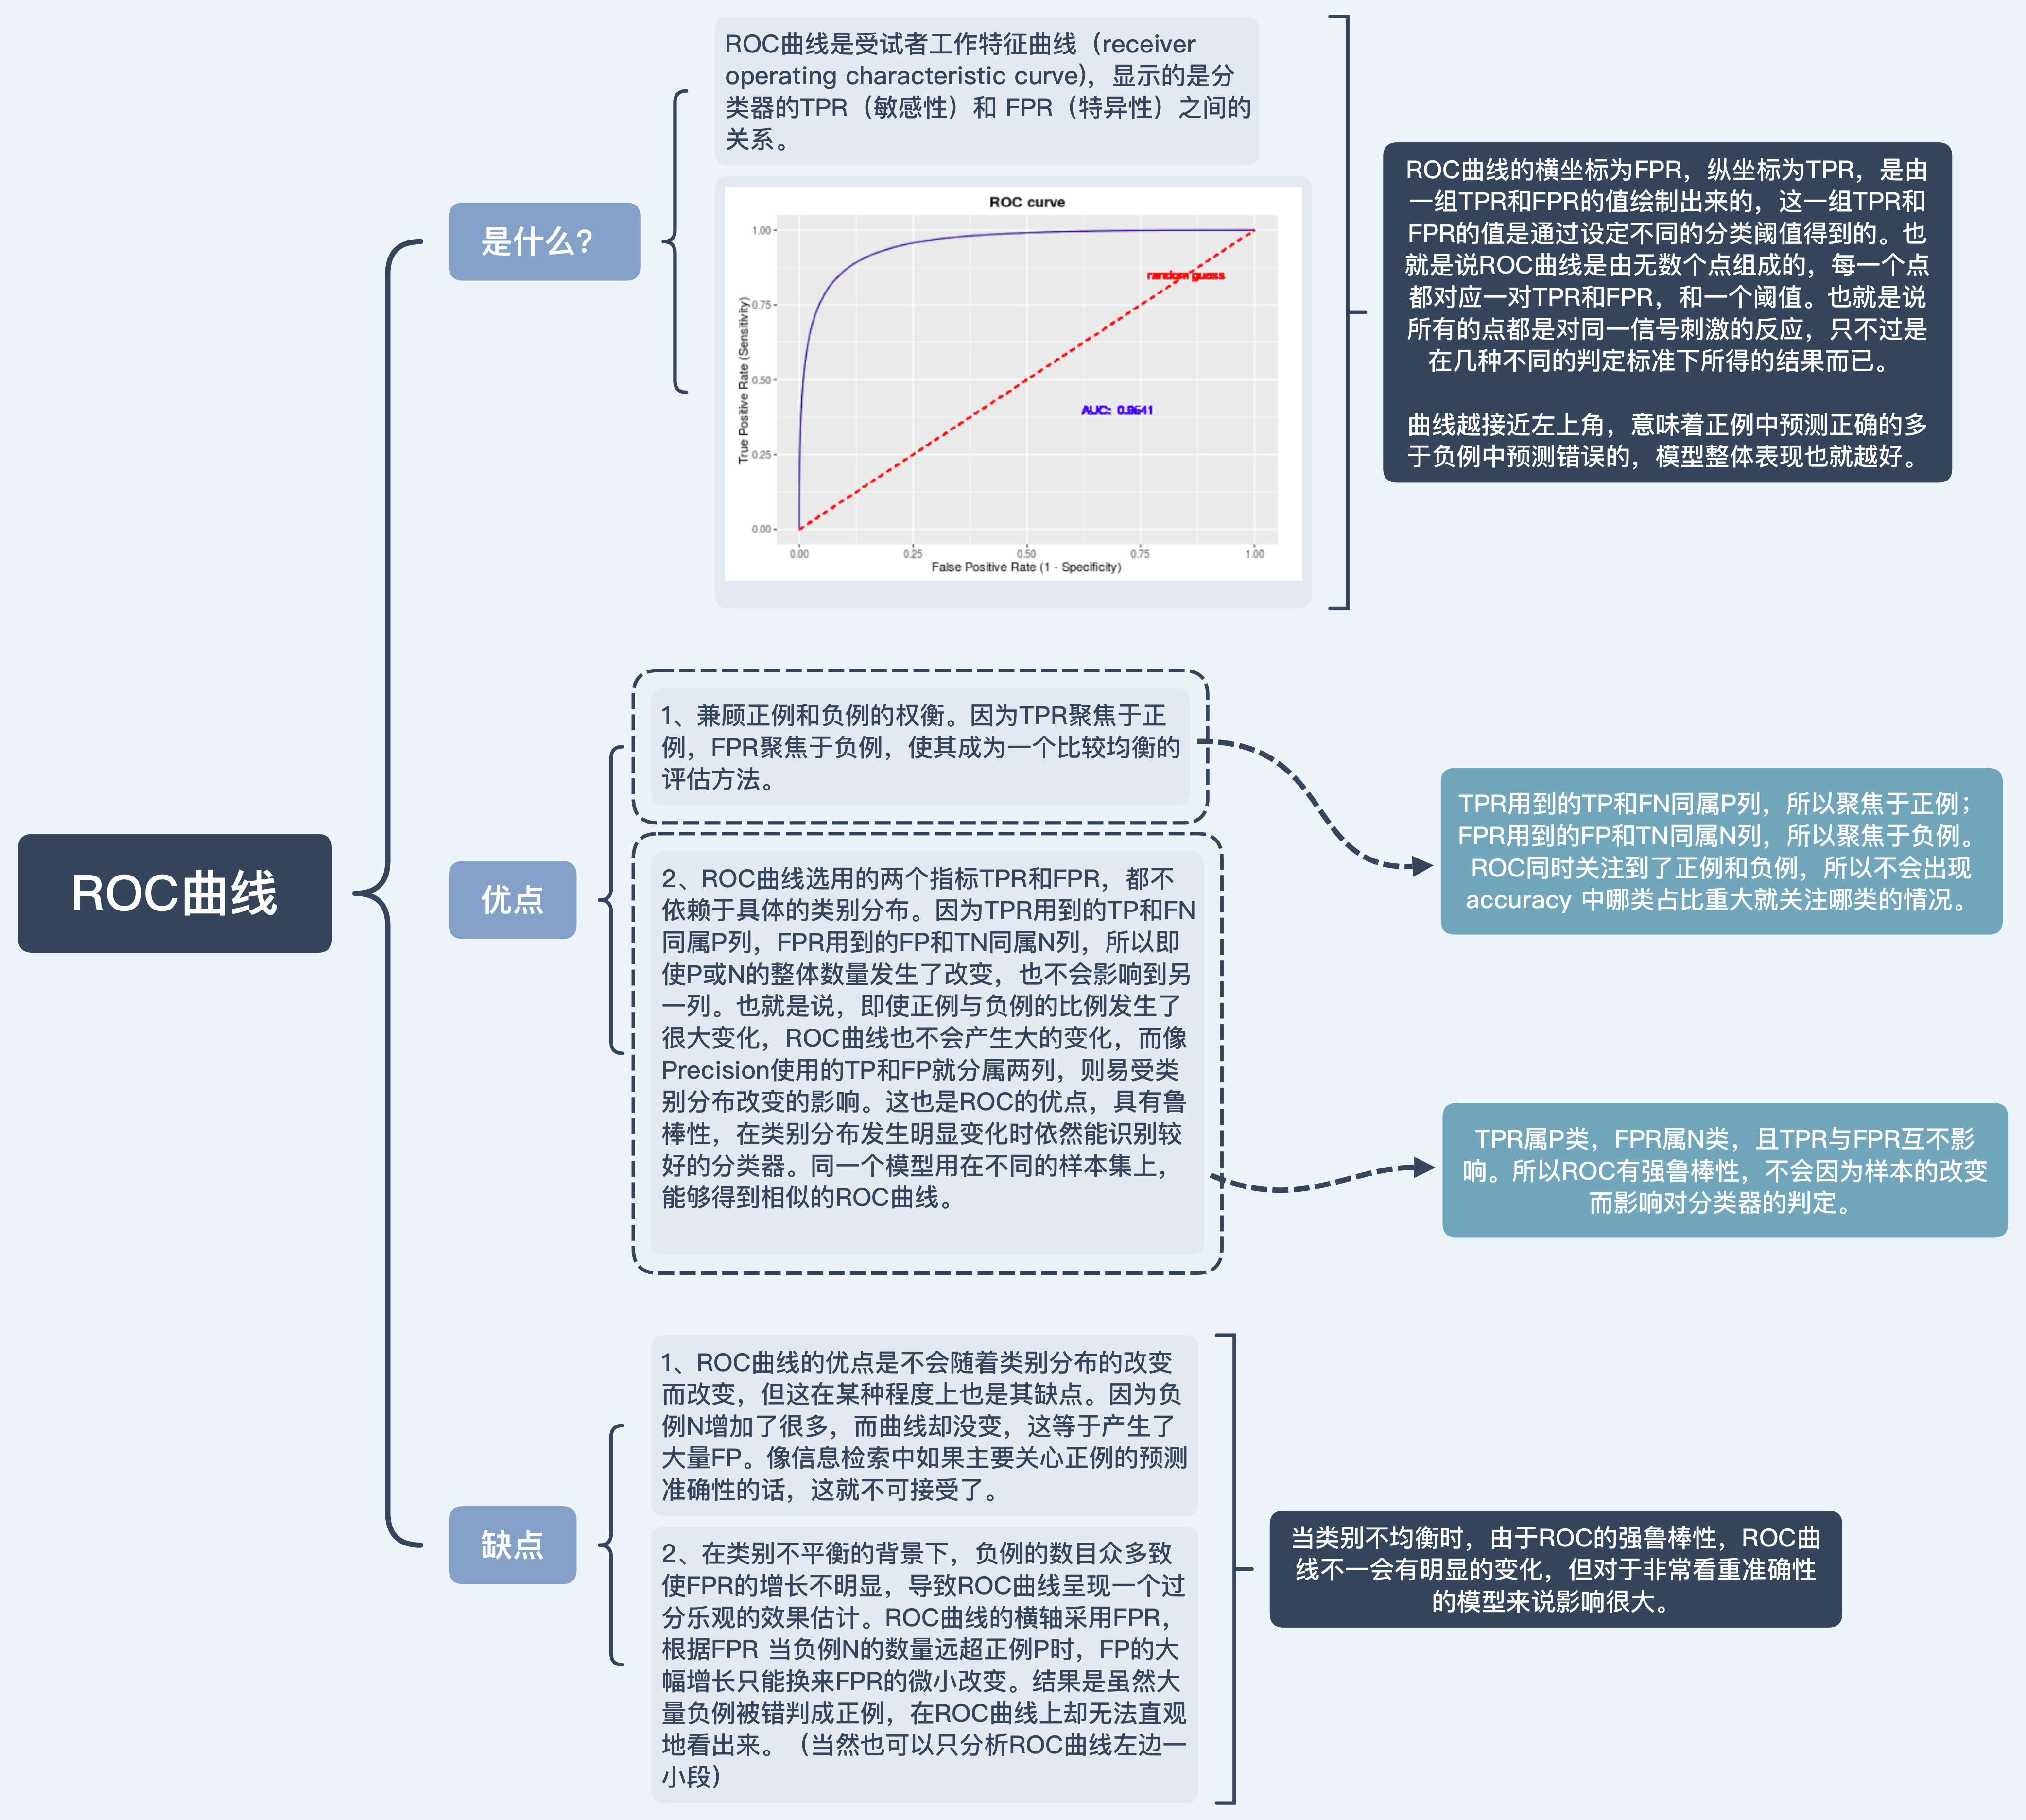 ROC曲线
是什么？
ROC曲线是受试者工作特征曲线（receiver
operating characteristic curve)，显示的是分
类器的TPR（敏感性）和 FPR（特异性）之间的
关系。
ROC curve
1.00
0.75
0.50
0.25
0.00
True Positive Rate (Sensitivity)
random guess
0.00
0.25
0.50
0.75
1.00
False Positive Rate (1 - Specificity)
ROC曲线的横坐标为FPR，纵坐标为TPR，是由
一组TPR和FPR的值绘制出来的，这一组TPR和
FPR的值是通过设定不同的分类阈值得到的。也
就是说ROC曲线是由无数个点组成的，每一个点
都对应一对TPR和FPR，和一个阈值。也就是说
所有的点都是对同一信号刺激的反应，只不过是
在几种不同的判定标准下所得的结果而已。
曲线越接近左上角，意味着正例中预测正确的多
于负例中预测错误的，模型整体表现也就越好。
优点
1、兼顾正例和负例的权衡。因为TPR聚焦于正
例，FPR聚焦于负例，使其成为一个比较均衡的
评估方法。
TPR用到的TP和FN同属P列，所以聚焦于正例；
FPR用到的FP和TN同属N列，所以聚焦于负例。
ROC同时关注到了正例和负例，所以不会出现
accuracy 中哪类占比重大就关注哪类的情况。
2、ROC曲线选用的两个指标TPR和FPR，都不
依赖于具体的类别分布。因为TPR用到的TP和FN
同属P列，FPR用到的FP和TN同属N列，所以即
使P或N的整体数量发生了改变，也不会影响到另
一列。也就是说，即使正例与负例的比例发生了
很大变化，ROC曲线也不会产生大的变化，而像
Precision使用的TP和FP就分属两列，则易受类
别分布改变的影响。这也是ROC的优点，具有鲁
棒性，在类别分布发生明显变化时依然能识别较
好的分类器。同一个模型用在不同的样本集上，
能够得到相似的ROC曲线。
TPR属P类，FPR属N类，且TPR与FPR互不影
响。所以ROC有强鲁棒性，不会因为样本的改变
而影响对分类器的判定。
缺点
1、ROC曲线的优点是不会随着类别分布的改变
而改变，但这在某种程度上也是其缺点。因为负
例N增加了很多，而曲线却没变，这等于产生了
大量FP。像信息检索中如果主要关心正例的预测
准确性的话，这就不可接受了。
2、在类别不平衡的背景下，负例的数目众多致
使FPR的增长不明显，导致ROC曲线呈现一个过
分乐观的效果估计。ROC曲线的横轴采用FPR，
根据FPR 当负例N的数量远超正例P时，FP的大
幅增长只能换来FPR的微小改变。结果是虽然大
量负例被错判成正例，在ROC曲线上却无法直观
地看出来。（当然也可以只分析ROC曲线左边一
小段）
当类别不均衡时，由于ROC的强鲁棒性，ROC曲
线不一会有明显的变化，但对于非常看重准确性
的模型来说影响很大。
AUC: